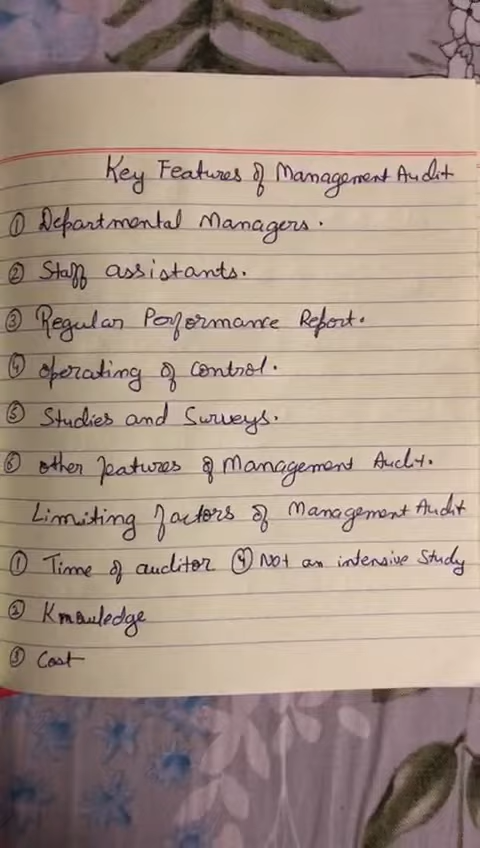 Key Features of Management Audit
① Departmental Managers.
② Staff assistants.
③ Regular Performance Report.
④ Operating of Control.
⑤ Studies and Surveys.
⑥ other features of Management Audit.
Limiting factors of Management Audit
① Time of auditor ④ Not an intensive Study
② Knowledge
③ Cost